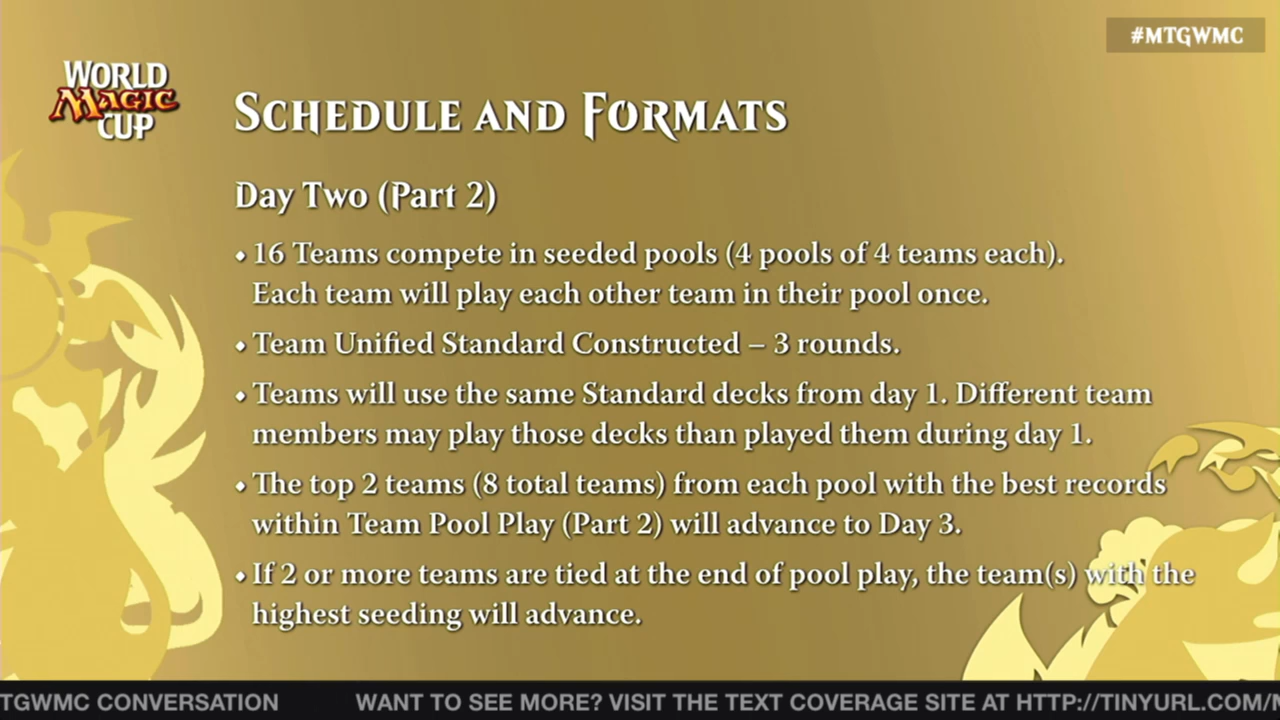 #MTGWMC
WORLD
MAGIC
CUP
Schedule and Formats
Day Two (Part 2)
• 16 Teams compete in seeded pools (4 pools of 4 teams each).
Each team will play each other team in their pool once.
• Team Unified Standard Constructed – 3 rounds.
• Teams will use the same Standard decks from day 1. Different team
members may play those decks than played them during day 1.
• The top 2 teams (8 total teams) from each pool with the best records
within Team Pool Play (Part 2) will advance to Day 3.
• If 2 or more teams are tied at the end of pool play, the team(s) with the
highest seeding will advance.
TGWMC CONVERSATION WANT TO SEE MORE? VISIT THE TEXT COVERAGE SITE AT HTTP://TINYURL.COM/